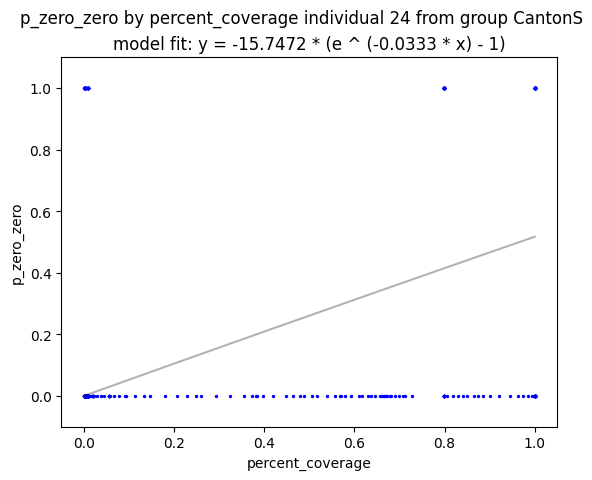 p_zero_zero by percent_coverage individual 24 from group CantonS
model fit: y = -15.7472 * (e ^ (-0.0333 * x) - 1)
1.0
0.8
0.6
0.4
0.2
0.0
p_zero_zero
0.0 0.2 0.4 0.6 0.8 1.0
percent_coverage